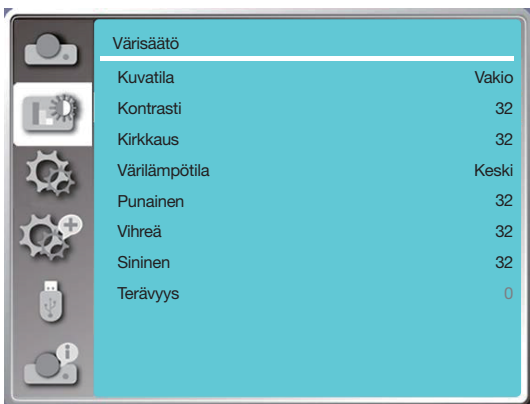 Värisäätö
Kuvatila Vakio
Kontrasti 32
Kirkkaus 32
Värilämpötila Keski
Punainen 32
Vihreä 32
Sininen 32
Terävyys 0